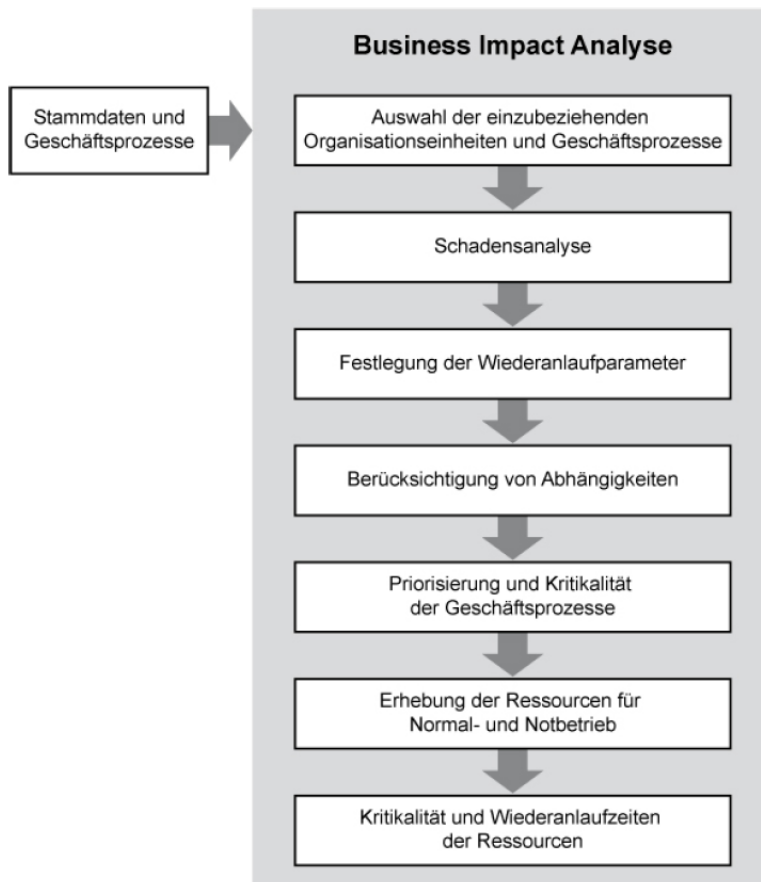 Business Impact Analyse
Stammdaten und
Geschäftsprozesse
Auswahl der einzubeziehenden
Organisationseinheiten und Geschäftsprozesse
Schadensanalyse
Festlegung der Wiederanlaufparameter
Berücksichtigung von Abhängigkeiten
Priorisierung und Kritikalität
der Geschäftsprozesse
Erhebung der Ressourcen für
Normal- und Notbetrieb
Kritikalität und Wiederanlaufzeiten
der Ressourcen